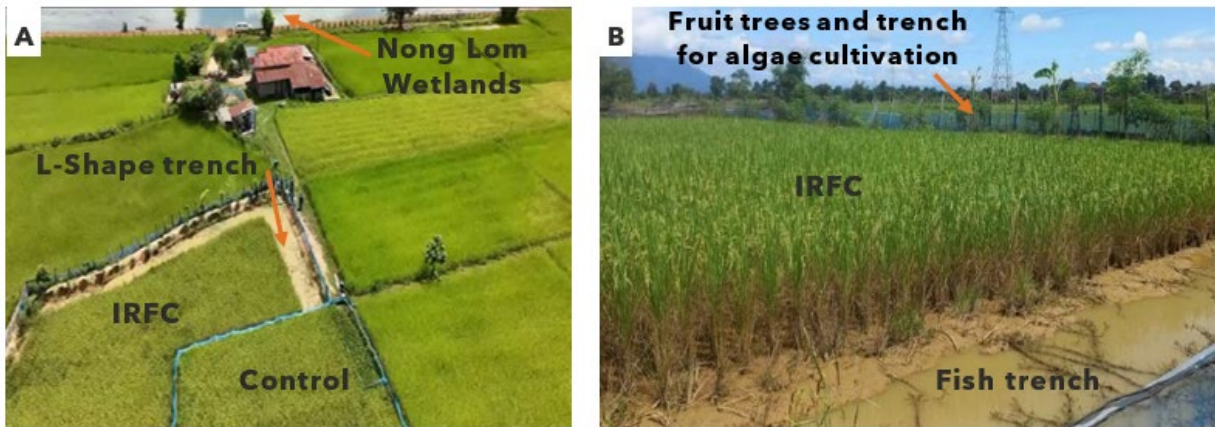 A
Nong Lom
Wetlands
L-Shape trench
IRFC
Control
B
Fruit trees and trench
for algae cultivation
IRFC
Fish trench